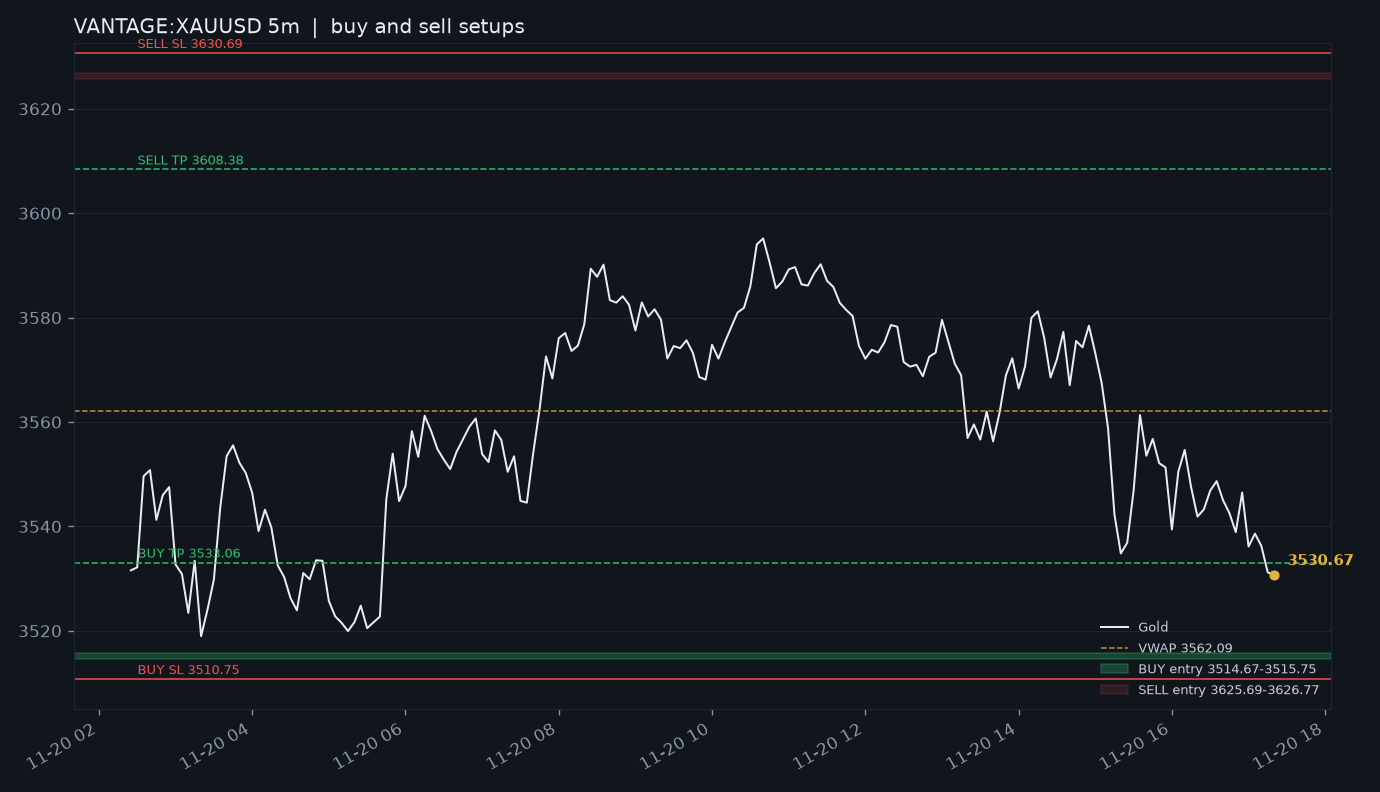 VANTAGE:XAUUSD 5m | buy and sell setups
SELL SL 3630.69
3620
SELL TP 3608.38
3600
3580
3560
3540
BUY TP 3533.06
3530.67
3520
Gold
VWAP 3562.09
BUY entry 3514.67-3515.75
SELL entry 3625.69-3626.77
BUY SL 3510.75
11-20 02
11-20 04
11-20 06
11-20 08
11-20 10
11-20 12
11-20 14
11-20 16
11-20 18